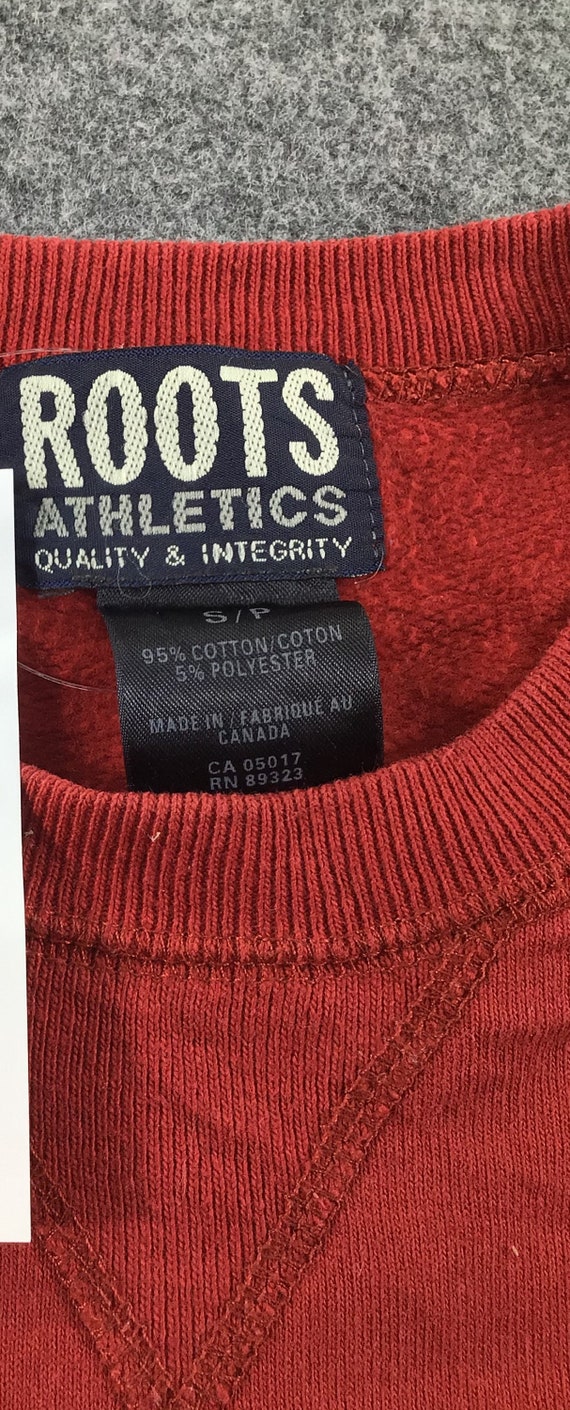 ROOTS
ATHLETICS
QUALITY & INTEGRITY
S/P
95% COTTON/COTON
5% POLYESTER
MADE IN/FABRIQUE AU
CANADA
CA 05017
RN 89323